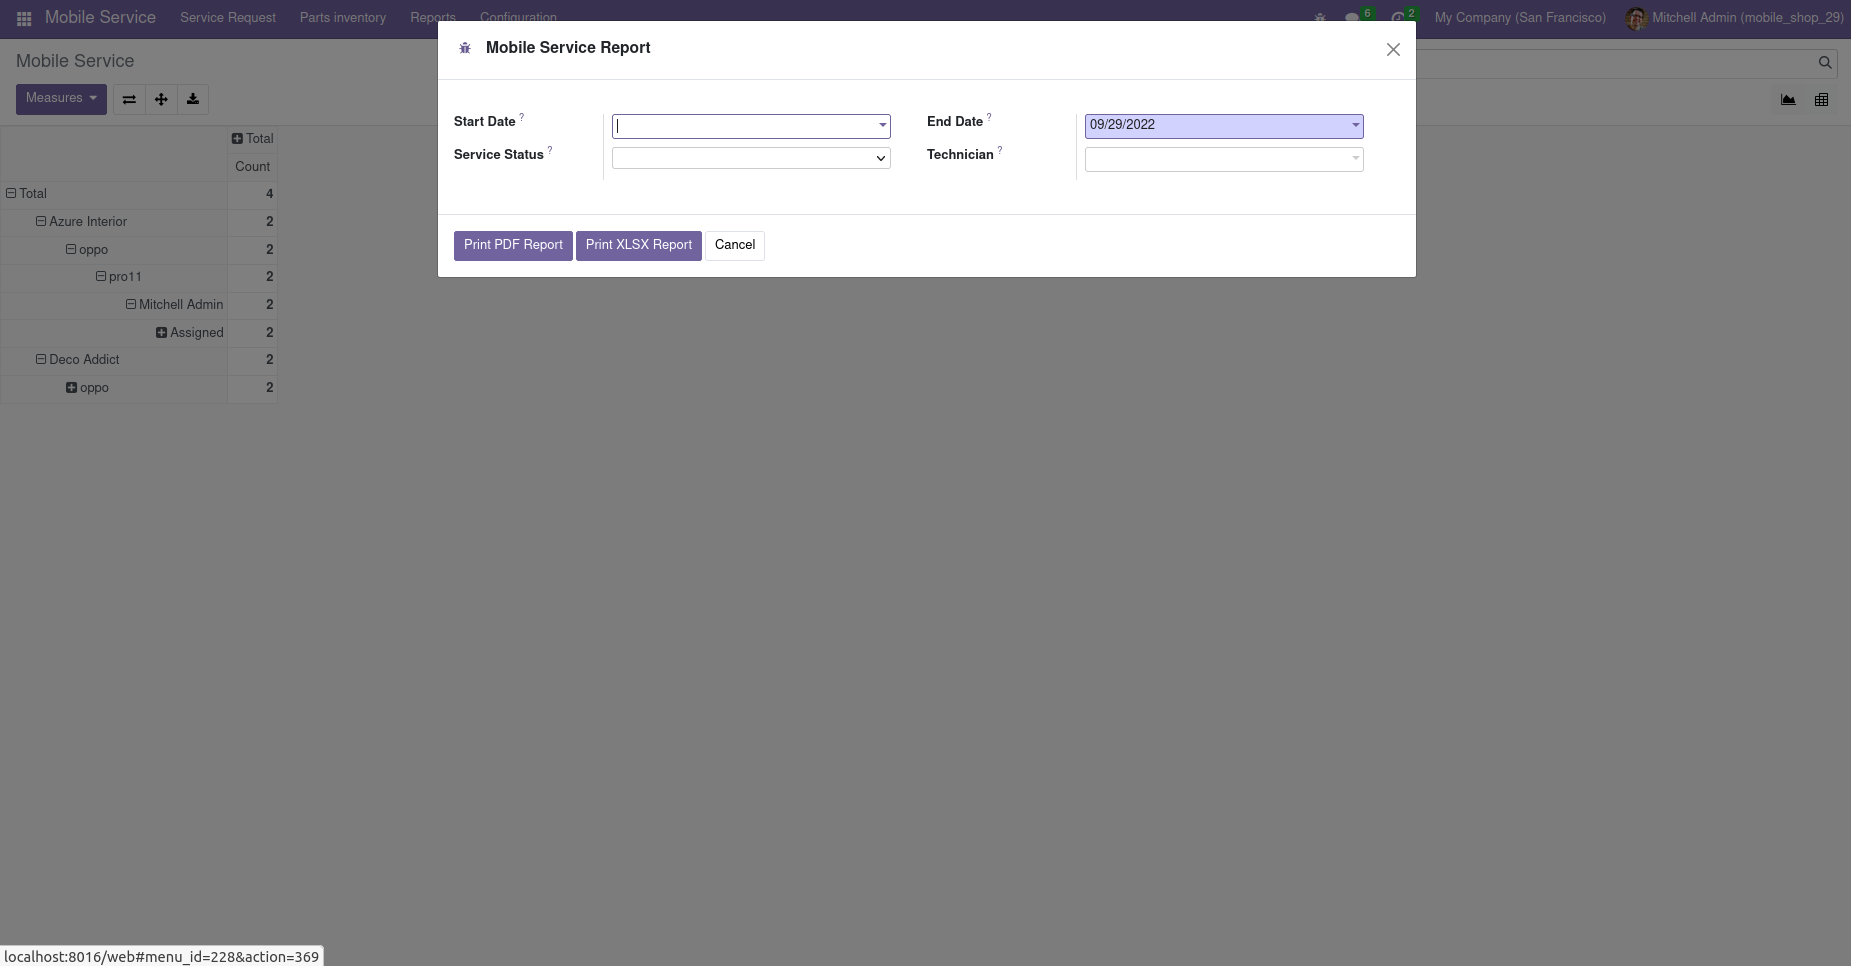 Mobile Service Service Request Parts inventory Reports Configuration 6 2 My Company (San Francisco) Mitchell Admin (mobile_shop_29)
Mobile Service
Measures
Mobile Service Report
Start Date ?
End Date ? 09/29/2022
Service Status ?
Technician ?
Print PDF Report Print XLSX Report Cancel
Total
Count
Total 4
Azure Interior 2
oppo 2
pro11 2
Mitchell Admin 2
Assigned 2
Deco Addict 2
oppo 2
localhost:8016/web#menu_id=228&action=369